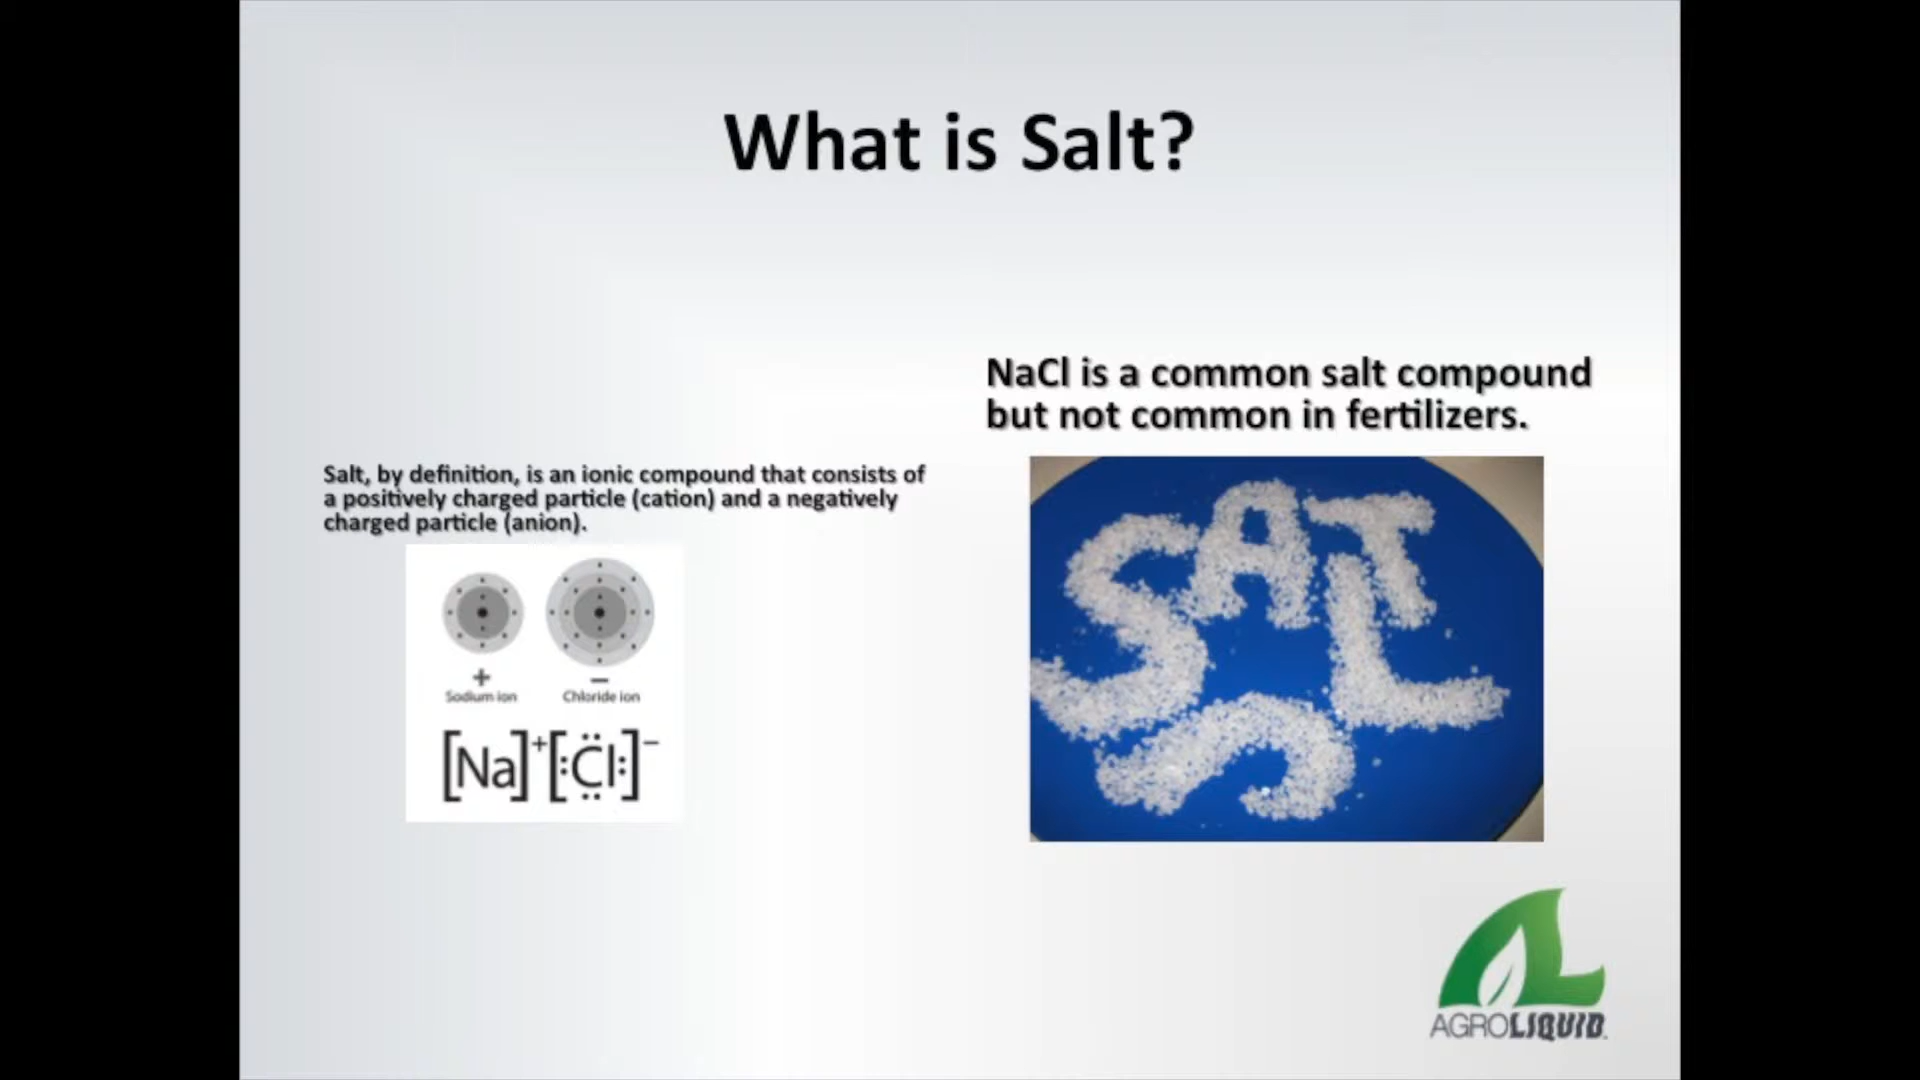 What is Salt?
Salt, by definition, is an ionic compound that consists of
a positively charged particle (cation) and a negatively
charged particle (anion).
+
−
Sodium ion
Chloride ion
[Na]⁺[:C̈l:]⁻
NaCl is a common salt compound
but not common in fertilizers.
SALTS
AGROLIQUID